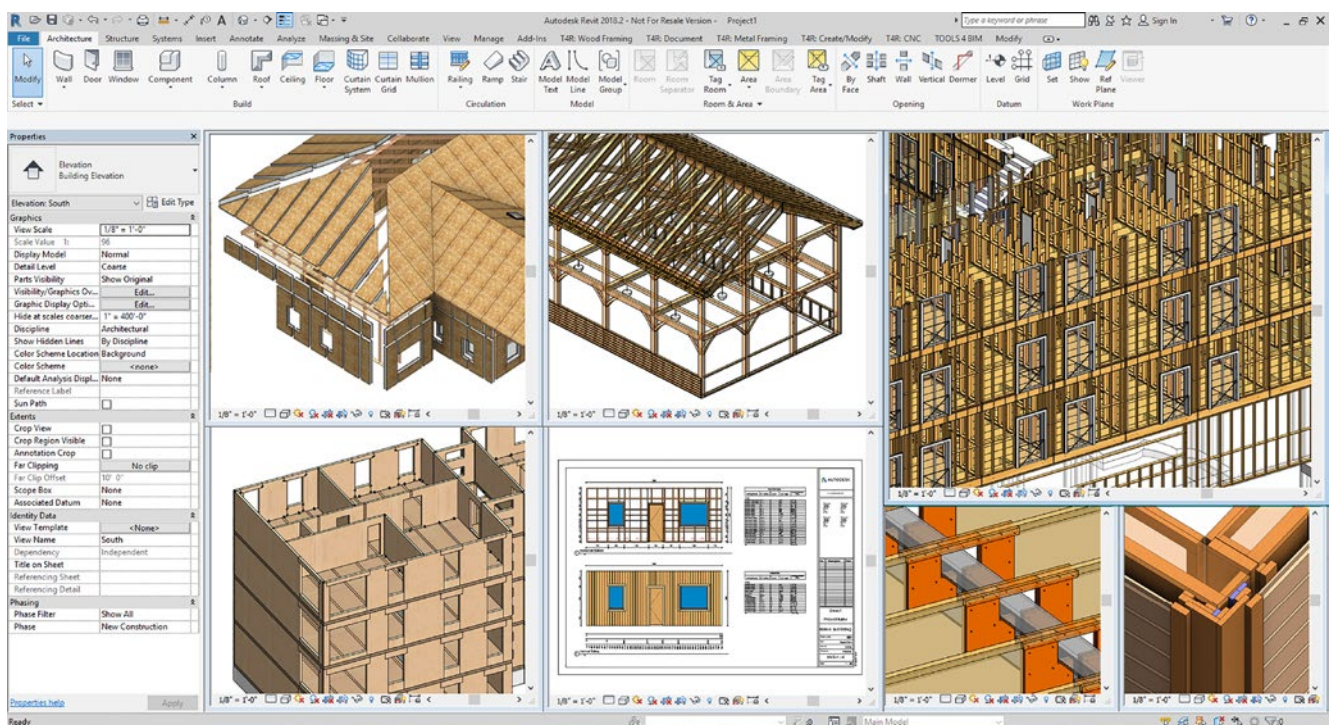 Autodesk Revit 2018.2 - Not For Resale Version - Project1
Type a keyword or phrase
Sign In
File Architecture Structure Systems Insert Annotate Analyze Massing & Site Collaborate View Manage Add-Ins T4R: Wood Framing T4R: Document T4R: Metal Framing T4R: Create/Modify T4R: CNC TOOLS 4 BIM Modify
Modify Wall Door Window Component Column Roof Ceiling Floor Curtain System Curtain Grid Mullion Railing Ramp Stair Model Text Model Line Model Group Room Room Separator Tag Room Area Area Boundary Tag Area By Face Shaft Wall Vertical Dormer Level Grid Set Show Ref Plane Viewer
Select Build Circulation Model Room & Area Opening Datum Work Plane
Properties
Elevation
Building Elevation
Elevation: South Edit Type
Graphics
View Scale 1/8" = 1'-0"
Scale Value 1: 96
Display Model Normal
Detail Level Coarse
Parts Visibility Show Original
Visibility/Graphics Ov... Edit...
Graphic Display Opti... Edit...
Hide at scales coarser... 1" = 400'-0"
Discipline Architectural
Show Hidden Lines By Discipline
Color Scheme Location Background
Color Scheme <none>
Default Analysis Displ... None
Reference Label
Sun Path
Extents
Crop View
Crop Region Visible
Annotation Crop
Far Clipping No clip
Far Clip Offset 10' 0"
Scope Box None
Associated Datum None
Identity Data
View Template <None>
View Name South
Dependency Independent
Title on Sheet
Referencing Sheet
Referencing Detail
Phasing
Phase Filter Show All
Phase New Construction
Properties help Apply
1/8" = 1'-0"
1/8" = 1'-0"
1/8" = 1'-0"
AUTODESK
1/8" = 1'-0"
1/8" = 1'-0"
1/8" = 1'-0"
1/8" = 1'-0"
Ready
:0
Main Model
:0